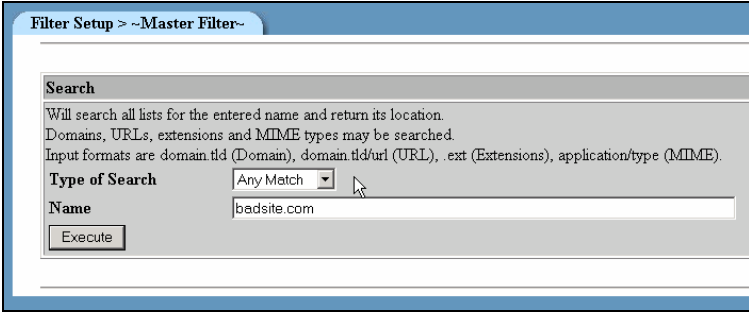 Filter Setup > ~Master Filter~
Search
Will search all lists for the entered name and return its location.
Domains, URLs, extensions and MIME types may be searched.
Input formats are domain.tld (Domain), domain.tld/url (URL), .ext (Extensions), application/type (MIME).
Type of Search Any Match
Name badsite.com
Execute